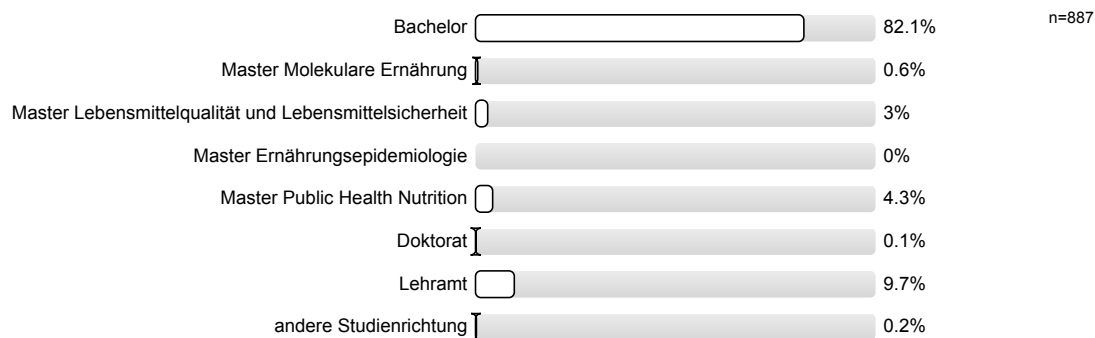 Bachelor 82.1% n=887
Master Molekulare Ernährung 0.6%
Master Lebensmittelqualität und Lebensmittelsicherheit 3%
Master Ernährungsepidemiologie 0%
Master Public Health Nutrition 4.3%
Doktorat 0.1%
Lehramt 9.7%
andere Studienrichtung 0.2%